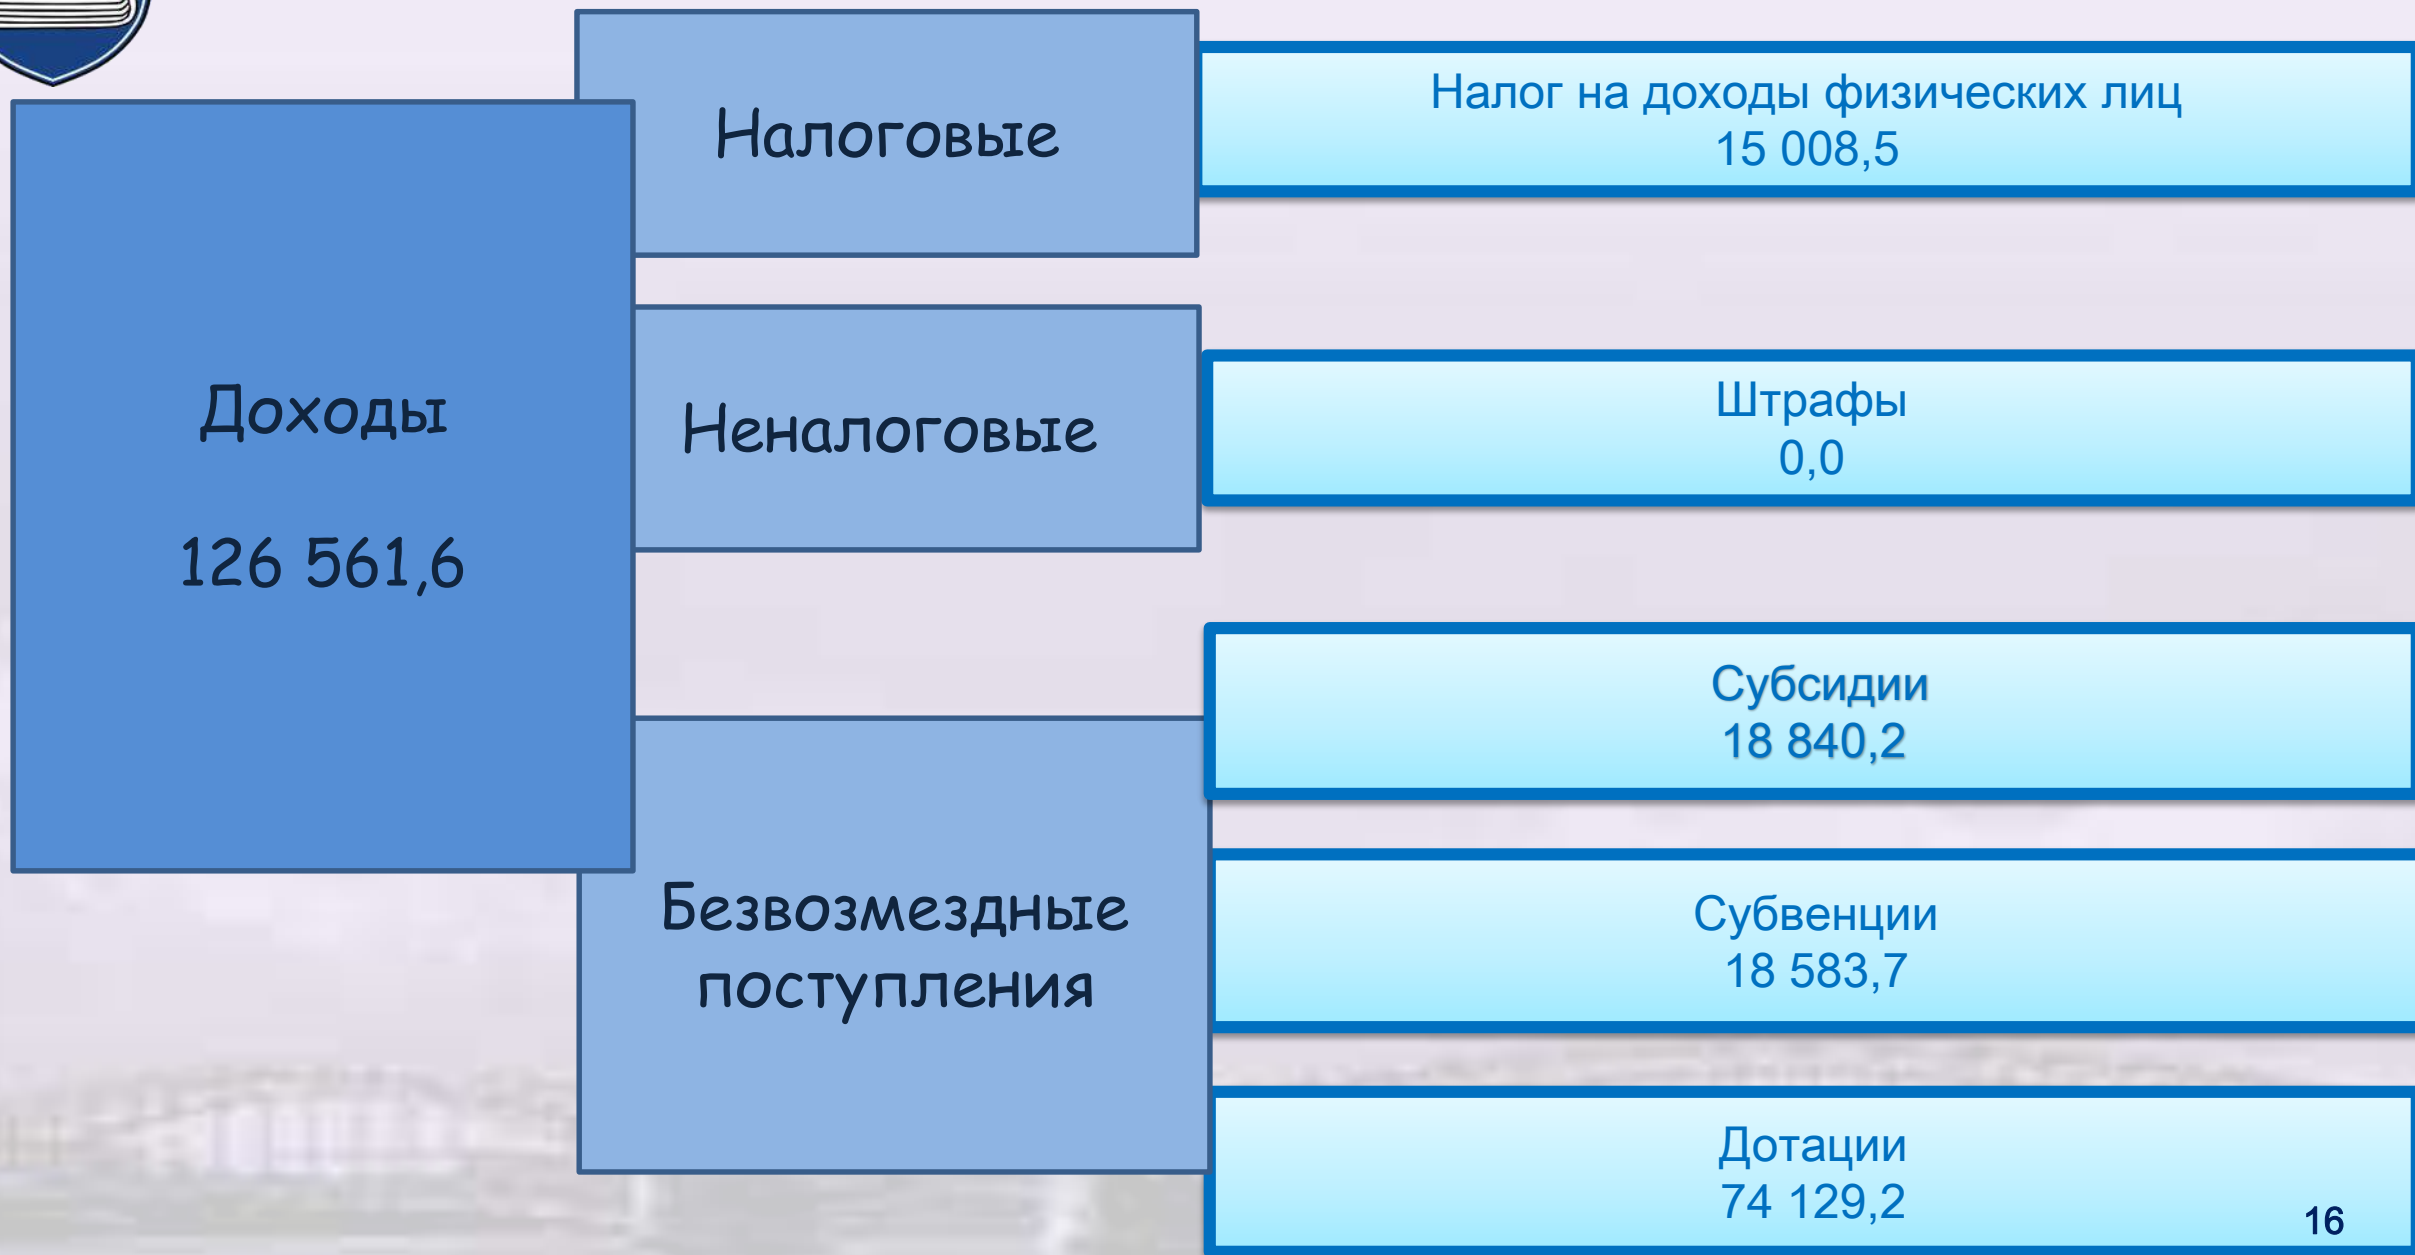 Доходы
126 561,6
Налоговые
Налог на доходы физических лиц
15 008,5
Неналоговые
Штрафы
0,0
Безвозмездные
поступления
Субсидии
18 840,2
Субвенции
18 583,7
Дотации
74 129,2
16